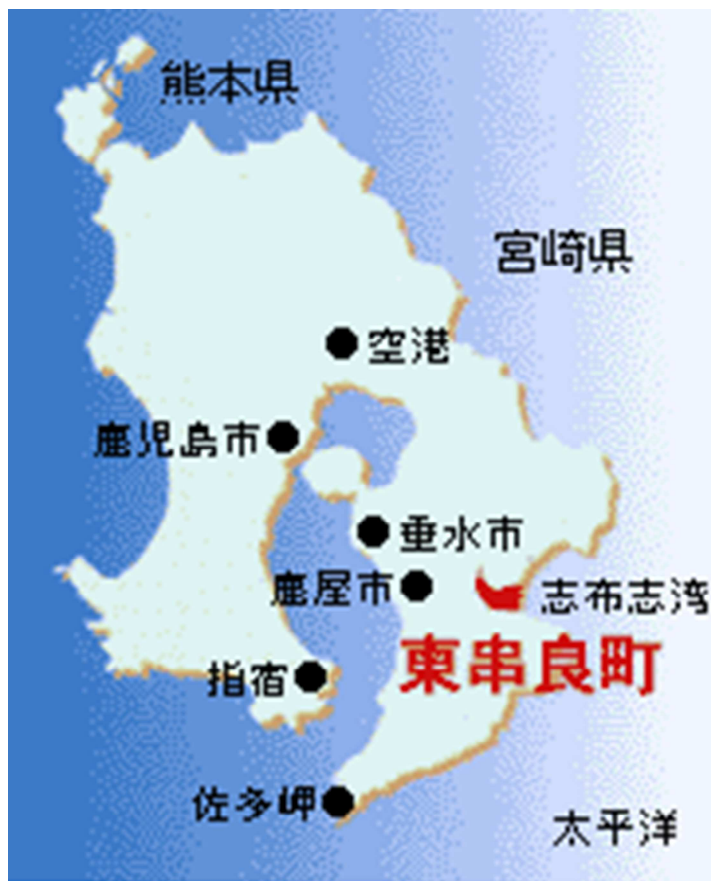 熊本県
宮崎県
空港
鹿児島市
垂水市
鹿屋市
志布志湾
東串良町
指宿
佐多岬
太平洋